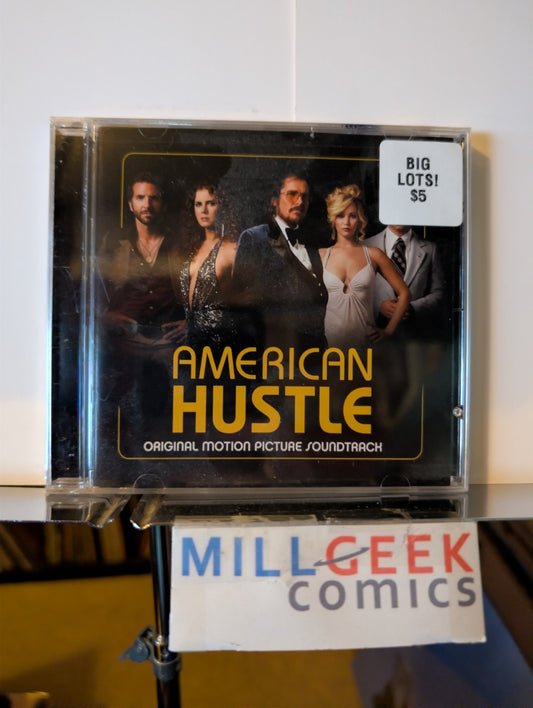 BIG
LOTS!
$5
AMERICAN
HUSTLE
ORIGINAL MOTION PICTURE SOUNDTRACK
MILLGEEK
COMICS